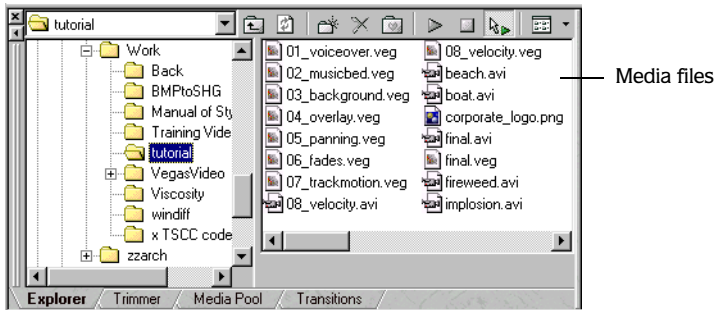 tutorial
Work
Back
BMPtoSHG
Manual of Sty
Training Vide
tutorial
VegasVideo
Viscosity
windiff
x TSCC code
zzarch
01_voiceover.veg
02_musicbed.veg
03_background.veg
04_overlay.veg
05_panning.veg
06_fades.veg
07_trackmotion.veg
08_velocity.avi
08_velocity.veg
beach.avi
boat.avi
corporate_logo.png
final.avi
final.veg
fireweed.avi
implosion.avi
Media files
Explorer Trimmer Media Pool Transitions